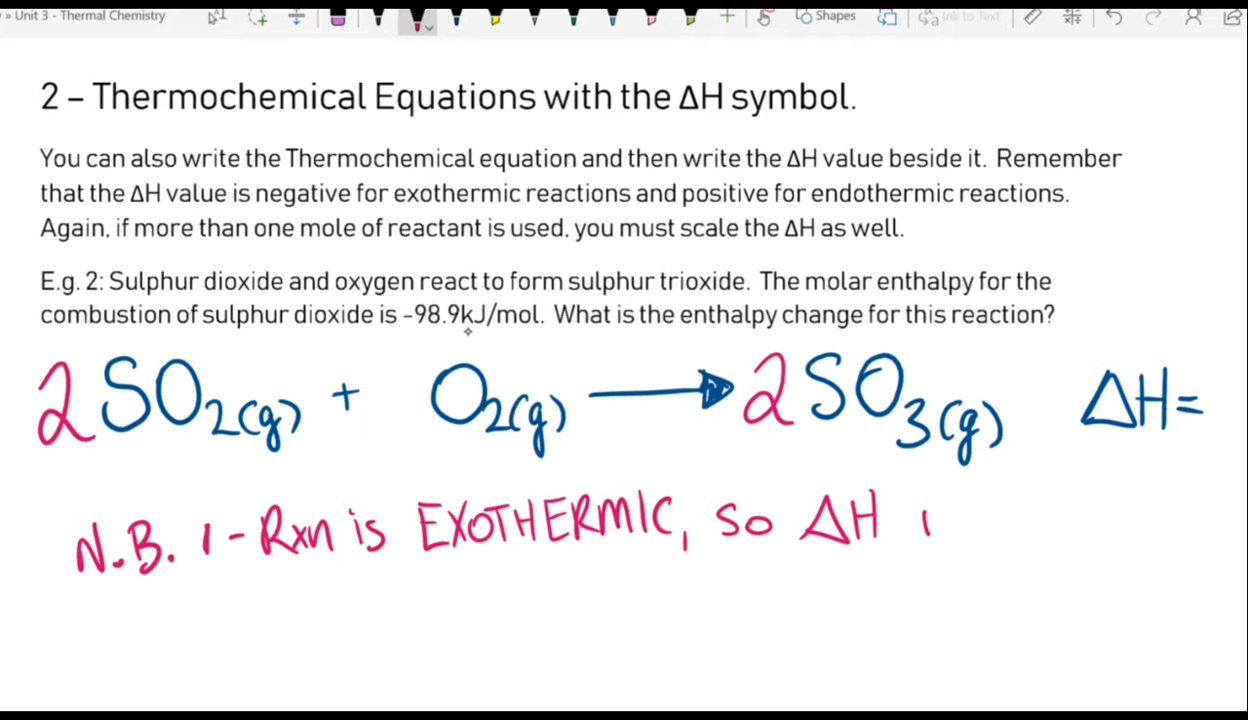 » Unit 3 - Thermal Chemistry
Shapes
Ink to Text
2 – Thermochemical Equations with the ΔH symbol.
You can also write the Thermochemical equation and then write the ΔH value beside it. Remember
that the ΔH value is negative for exothermic reactions and positive for endothermic reactions.
Again, if more than one mole of reactant is used, you must scale the ΔH as well.
E.g. 2: Sulphur dioxide and oxygen react to form sulphur trioxide. The molar enthalpy for the
combustion of sulphur dioxide is -98.9kJ/mol. What is the enthalpy change for this reaction?
2SO₂(g) + O₂(g) → 2SO₃(g) ΔH=
N.B. 1 - Rxn is EXOTHERMIC, so ΔH